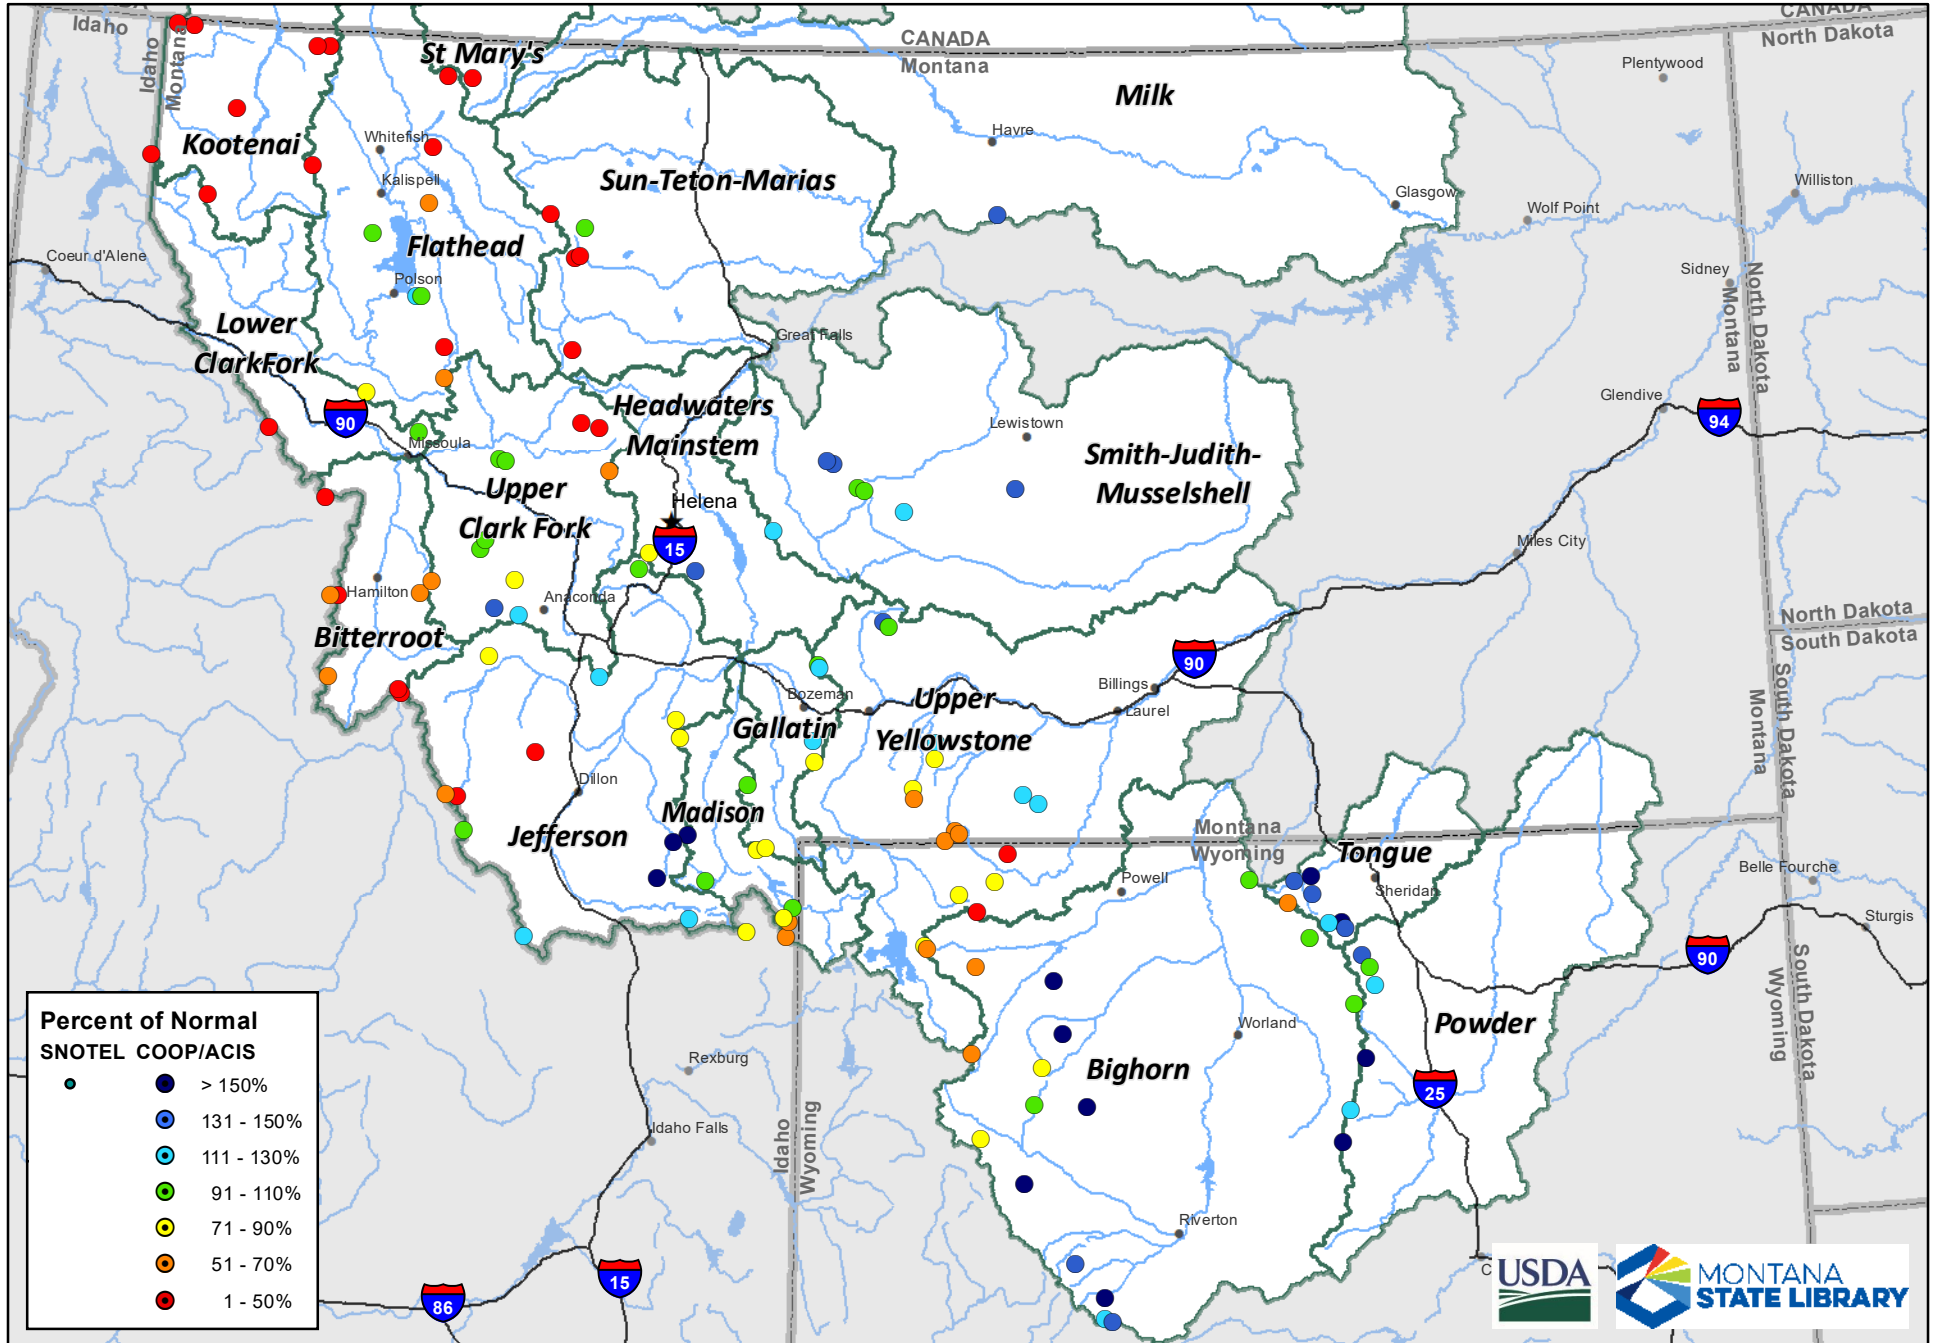 CANADA
Idaho
Montana
Idaho
Montana
CANADA
Montana
CANADA
North Dakota
St Mary's
Milk
Plentywood
Kootenai
Whitefish
Havre
Kalispell
Sun-Teton-Marias
Glasgow
Williston
Wolf Point
Flathead
Coeur d'Alene
Polson
Sidney
North Dakota
Montana
Lower
ClarkFork
Great Falls
Headwaters
Mainstem
Lewistown
Glendive
94
90
Missoula
Smith-Judith-
Musselshell
Upper
Clark Fork
Helena
15
Miles City
Hamilton
Anaconda
Bitterroot
North Dakota
South Dakota
90
Bozeman
Billings
Laurel
Upper
Yellowstone
Gallatin
Montana
South Dakota
Dillon
Madison
Jefferson
Montana
Wyoming
Tongue
Powell
Sheridan
Belle Fourche
Sturgis
90
South Dakota
Wyoming
Worland
Powder
Rexburg
Bighorn
25
Idaho Falls
Idaho
Wyoming
Riverton
15
86
C
Percent of Normal
SNOTEL COOP/ACIS
> 150%
131 - 150%
111 - 130%
91 - 110%
71 - 90%
51 - 70%
1 - 50%
USDA
MONTANA
STATE LIBRARY